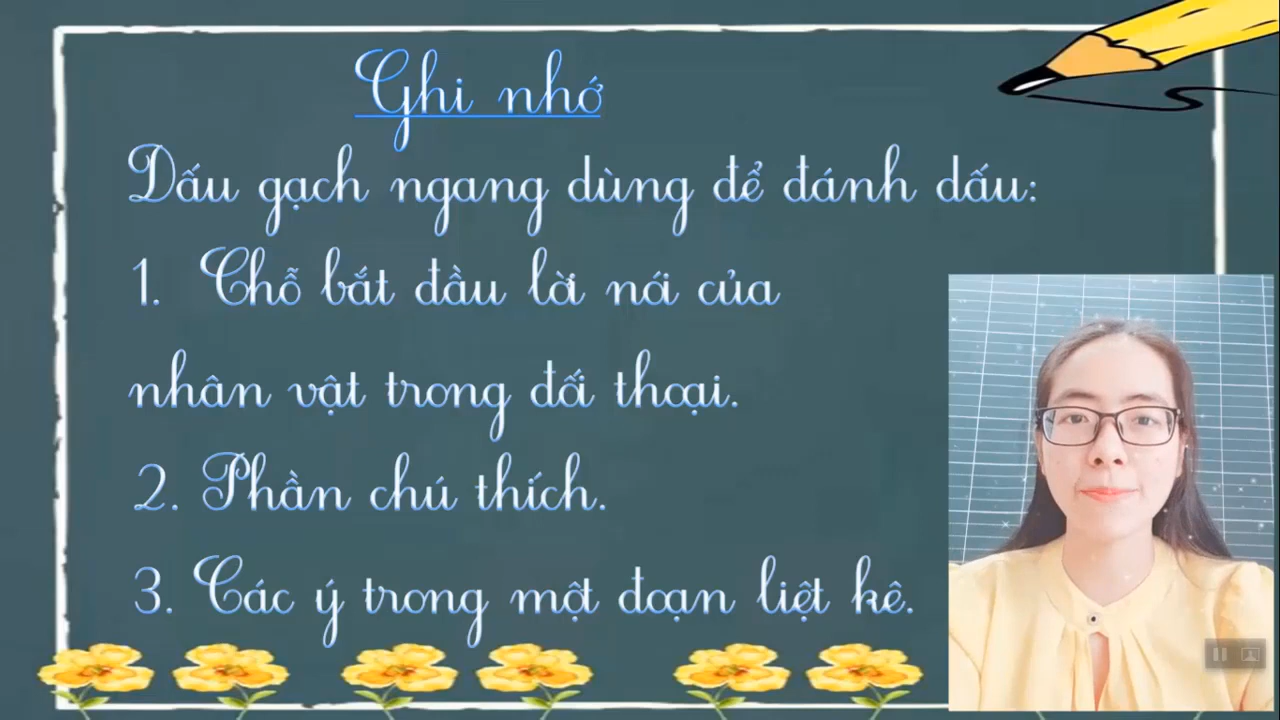 Ghi nhớ
Dấu gạch ngang dùng để đánh dấu:
1. Chỗ bắt đầu lời nói của
nhân vật trong đối thoại.
2. Phần chú thích.
3. Các ý trong một đoạn liệt kê.